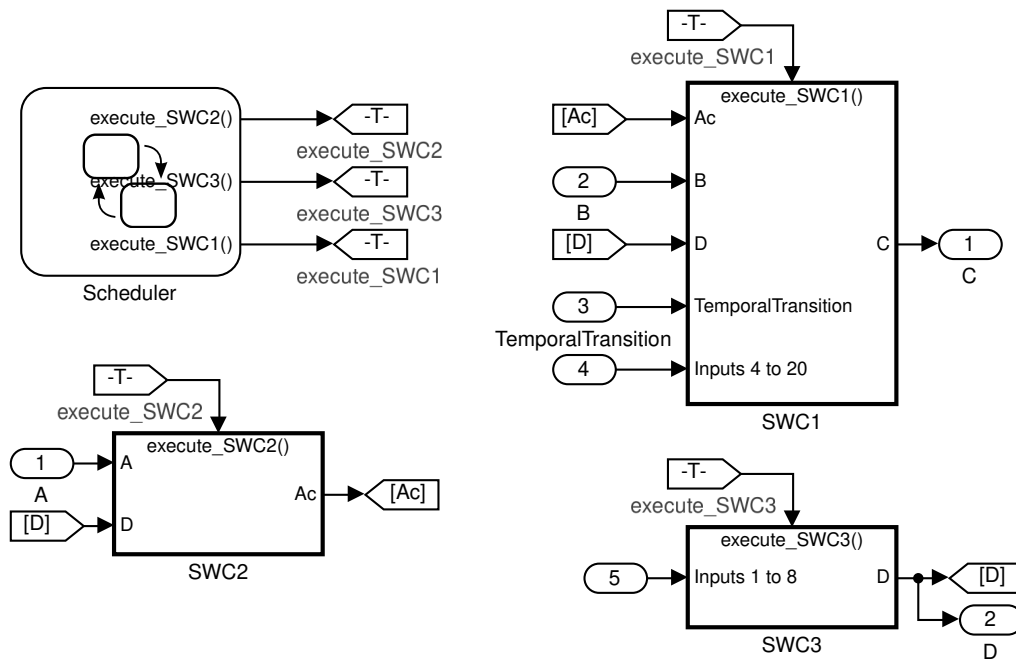 execute_SWC2()
-T-
execute_SWC2
execute_SWC3()
-T-
execute_SWC3
execute_SWC1()
-T-
execute_SWC1
Scheduler
-T-
execute_SWC1
execute_SWC1()
[Ac]
Ac
2
B
B
[D]
D
C
1
C
3
TemporalTransition
TemporalTransition
4
Inputs 4 to 20
SWC1
-T-
execute_SWC2
execute_SWC2()
1
A
A
[D]
D
Ac
[Ac]
SWC2
-T-
execute_SWC3
execute_SWC3()
5
Inputs 1 to 8
D
[D]
2
D
SWC3